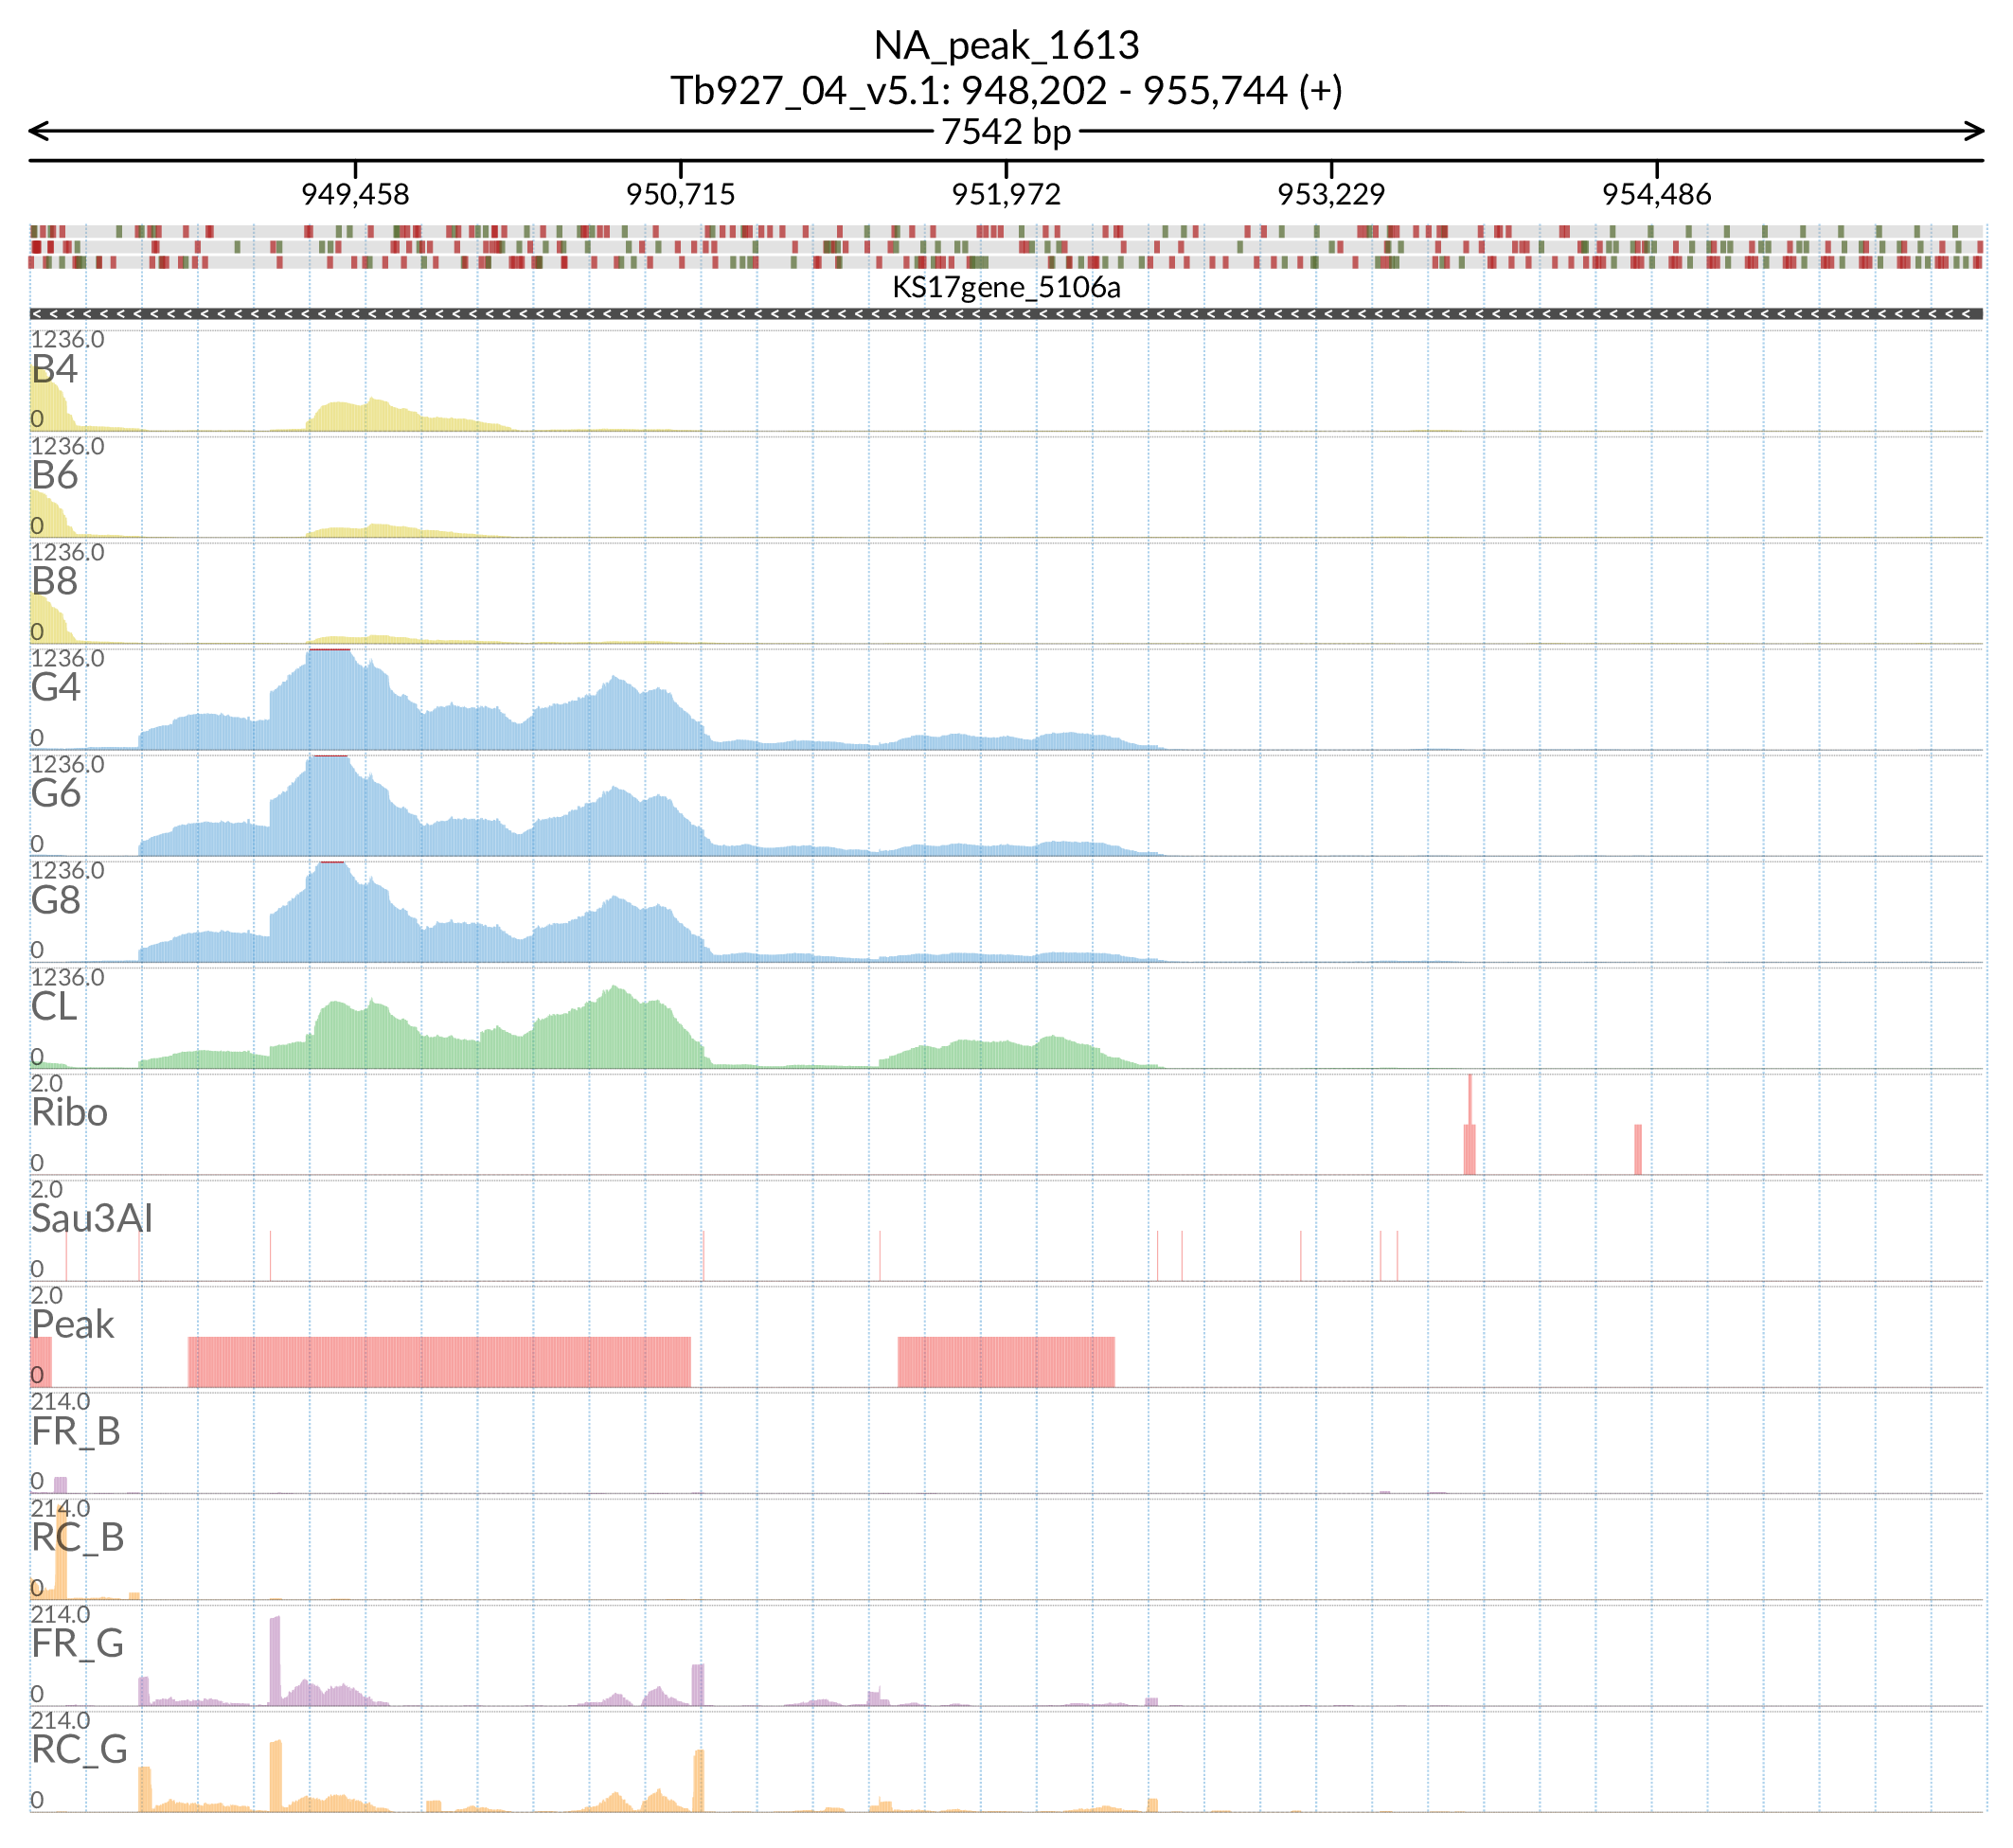 NA_peak_1613
Tb927_04_v5.1: 948,202 - 955,744 (+)
7542 bp
949,458 950,715 951,972 953,229 954,486
KS17gene_5106a
1236.0
B4
0
1236.0
B6
0
1236.0
B8
0
1236.0
G4
0
1236.0
G6
0
1236.0
G8
0
1236.0
CL
0
2.0
Ribo
0
2.0
Sau3AI
0
2.0
Peak
0
214.0
FR_B
0
214.0
RC_B
0
214.0
FR_G
0
214.0
RC_G
0